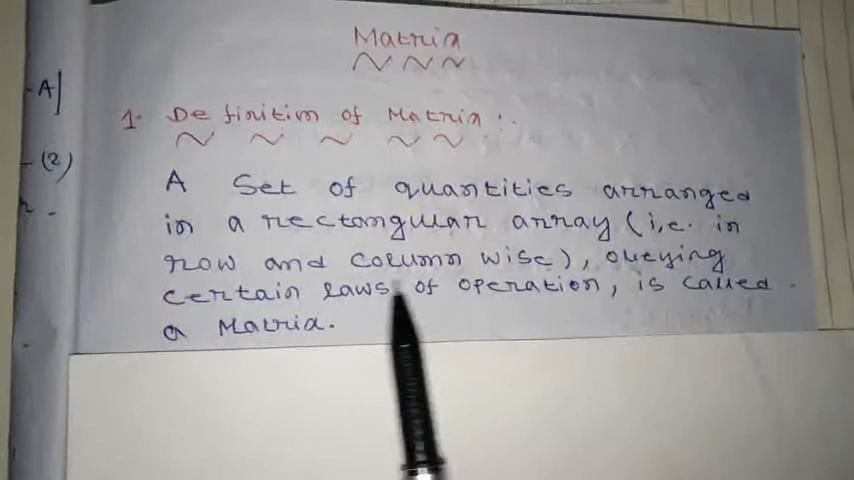 Matrix
1. Definition of Matrix :.
A Set of quantities arranged
in a rectangular array (i.e. in
row and column wise), obeying
certain laws of operation, is called
a Matrix.
-A|
-(2)